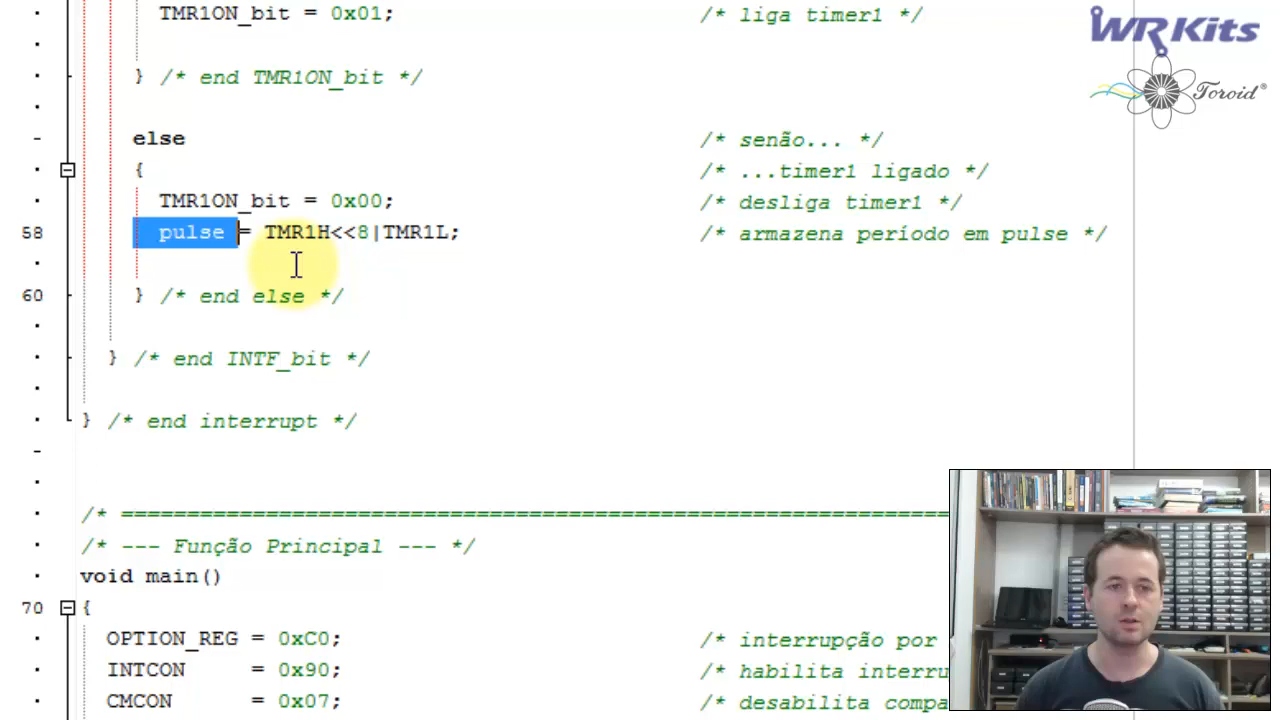 TMR1ON_bit = 0x01; /* liga timer1 */
WRKits
} /* end TMR1ON_bit */
Toroid®
else /* senão... */
{ /* ...timer1 ligado */
TMR1ON_bit = 0x00; /* desliga timer1 */
58 pulse = TMR1H<<8|TMR1L; /* armazena período em pulse */
60 } /* end else */
} /* end INTF_bit */
} /* end interrupt */
/* ================================================================
/* --- Função Principal --- */
void main()
70 {
OPTION_REG = 0xC0; /* interrupção por
INTCON = 0x90; /* habilita interru
CMCON = 0x07; /* desabilita compa